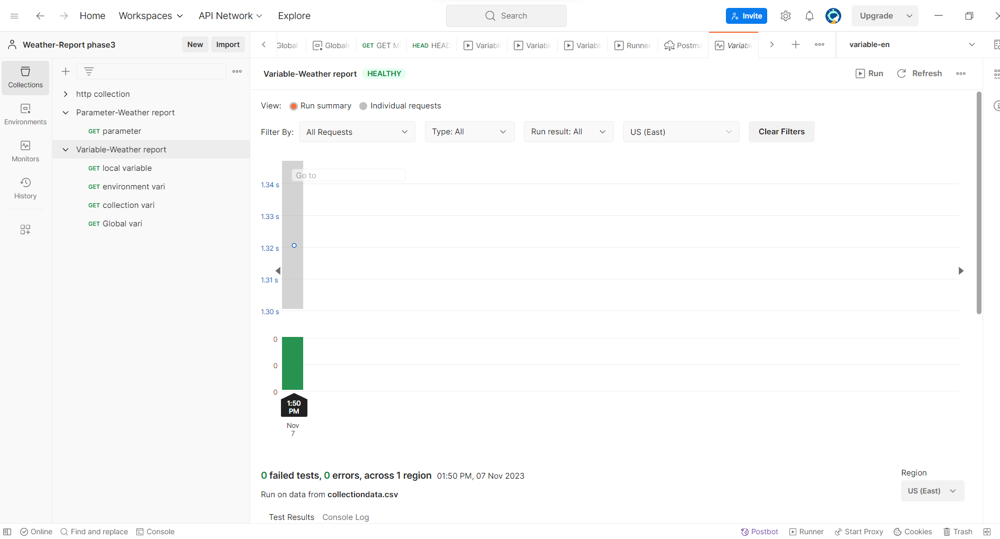 Home Workspaces API Network Explore Search Invite Upgrade
Weather-Report phase3 New Import Global Globals GET GET M HEAD HEAD Variabl Variabl Variabl Runner Postma Variabl variable-en
Collections
Environments
Monitors
History
http collection
Parameter-Weather report
GET parameter
Variable-Weather report
GET local variable
GET environment vari
GET collection vari
GET Global vari
Variable-Weather report HEALTHY Run Refresh
View: Run summary Individual requests
Filter By: All Requests Type: All Run result: All US (East) Clear Filters
Go to
1.34 s
1.33 s
1.32 s
1.31 s
1.30 s
0
0
0
1:50
PM
Nov
7
0 failed tests, 0 errors, across 1 region 01:50 PM, 07 Nov 2023
Region
US (East)
Run on data from collectiondata.csv
Test Results Console Log
Online Find and replace Console Postbot Runner Start Proxy Cookies Trash